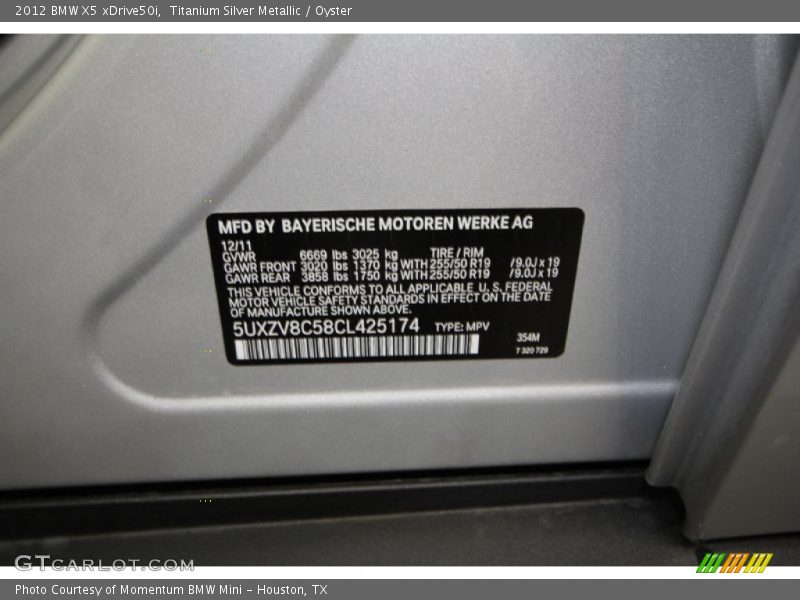 2012 BMW X5 xDrive50i,  Titanium Silver Metallic / Oyster
MFD BY BAYERISCHE MOTOREN WERKE AG
12/11
GVWR 6669 lbs 3025 kg TIRE / RIM
GAWR FRONT 3020 lbs 1370 kg WITH 255/50 R19 /9.0J x 19
GAWR REAR 3858 lbs 1750 kg WITH 255/50 R19 /9.0J x 19
THIS VEHICLE CONFORMS TO ALL APPLICABLE U.S. FEDERAL
MOTOR VEHICLE SAFETY STANDARDS IN EFFECT ON THE DATE
OF MANUFACTURE SHOWN ABOVE.
5UXZV8C58CL425174 TYPE: MPV
354M
7 320 729
GTCARLOT.COM
Photo Courtesy of Momentum BMW Mini – Houston, TX